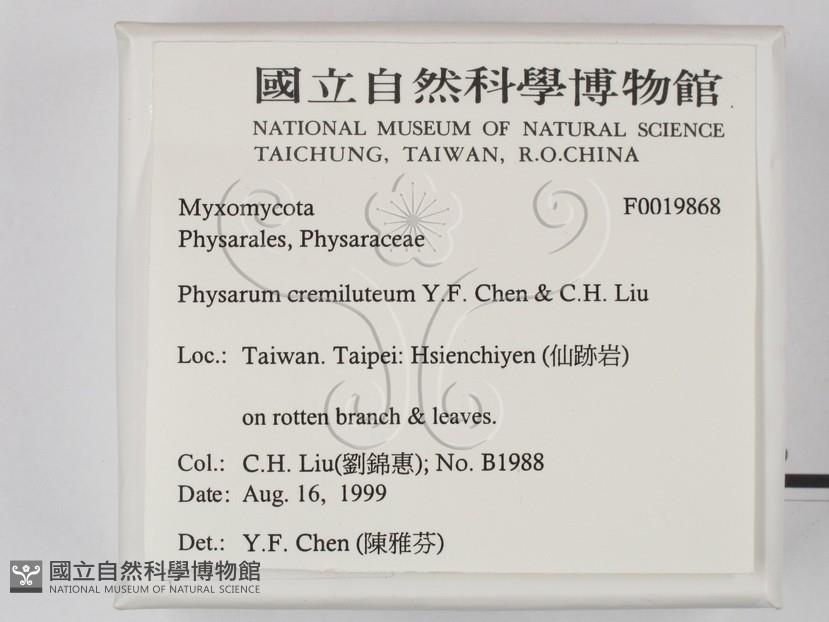 國立自然科學博物館
NATIONAL MUSEUM OF NATURAL SCIENCE
TAICHUNG, TAIWAN, R.O.CHINA
Myxomycota F0019868
Physarales, Physaraceae
Physarum cremiluteum Y.F. Chen & C.H. Liu
Loc.: Taiwan. Taipei: Hsienchiyen (仙跡岩)
on rotten branch & leaves.
Col.: C.H. Liu(劉錦惠); No. B1988
Date: Aug. 16, 1999
Det.: Y.F. Chen (陳雅芬)
國立自然科學博物館
NATIONAL MUSEUM OF NATURAL SCIENCE